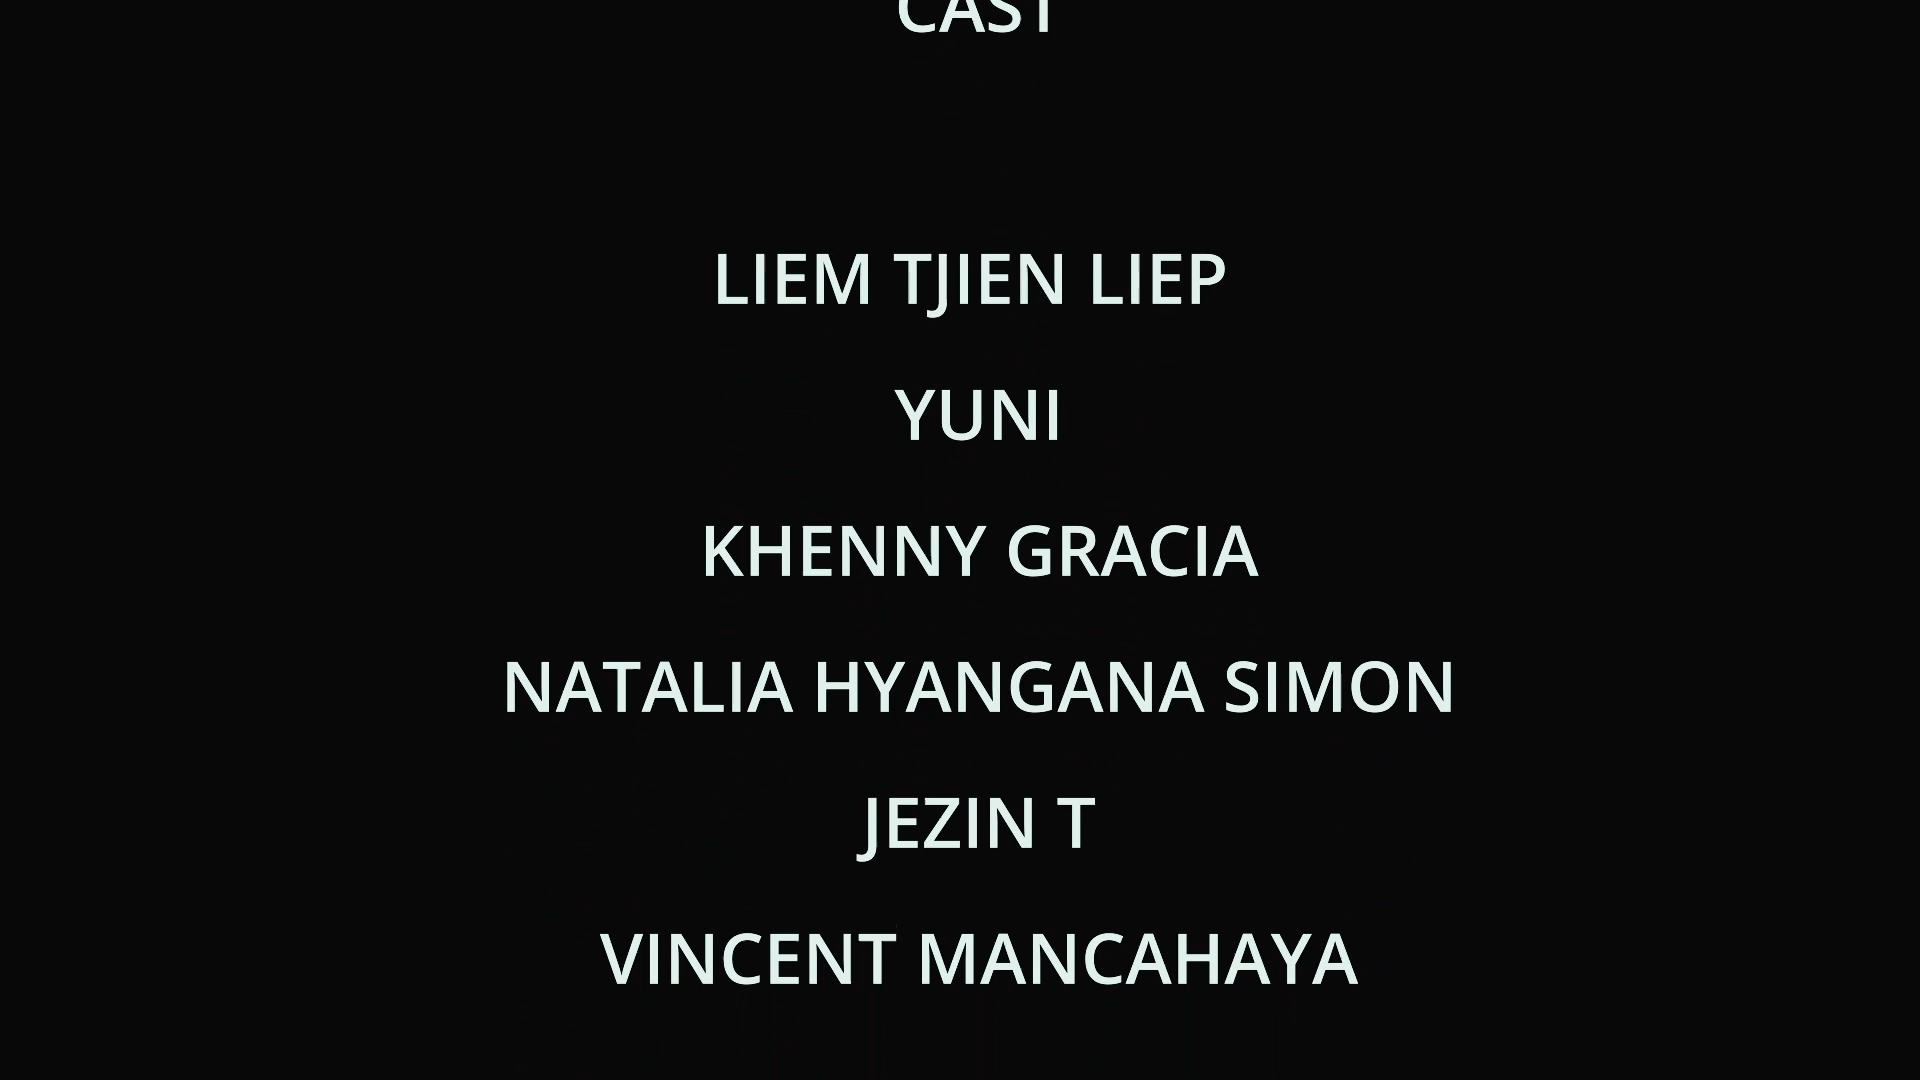 CAST
LIEM TJIEN LIEP
YUNI
KHENNY GRACIA
NATALIA HYANGANA SIMON
JEZIN T
VINCENT MANCAHAYA